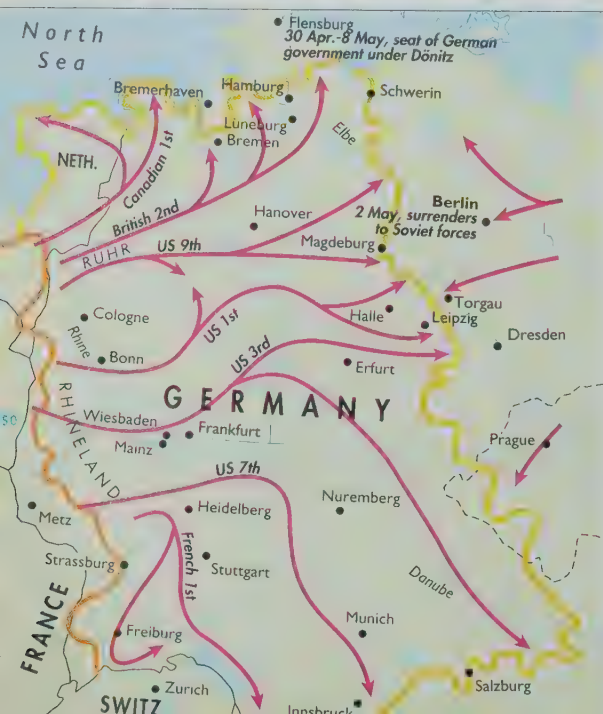 North
Sea
Flensburg
30 Apr.-8 May, seat of German
government under Dönitz
Bremerhaven
Hamburg
Schwerin
Lüneburg
Bremen
Elbe
NETH.
Canadian 1st
British 2nd
Hanover
Berlin
2 May, surrenders
to Soviet forces
RUHR
US 9th
Magdeburg
Cologne
Rhine
Bonn
US 1st
Halle
Torgau
Leipzig
Dresden
US 3rd
Erfurt
GERMANY
50
RHINELAND
Wiesbaden
Mainz
Frankfurt
Prague
US 7th
Metz
Heidelberg
Nuremberg
Strassburg
French 1st
Stuttgart
Danube
FRANCE
Freiburg
Munich
SWITZ
Zurich
Salzburg
Innsbruck